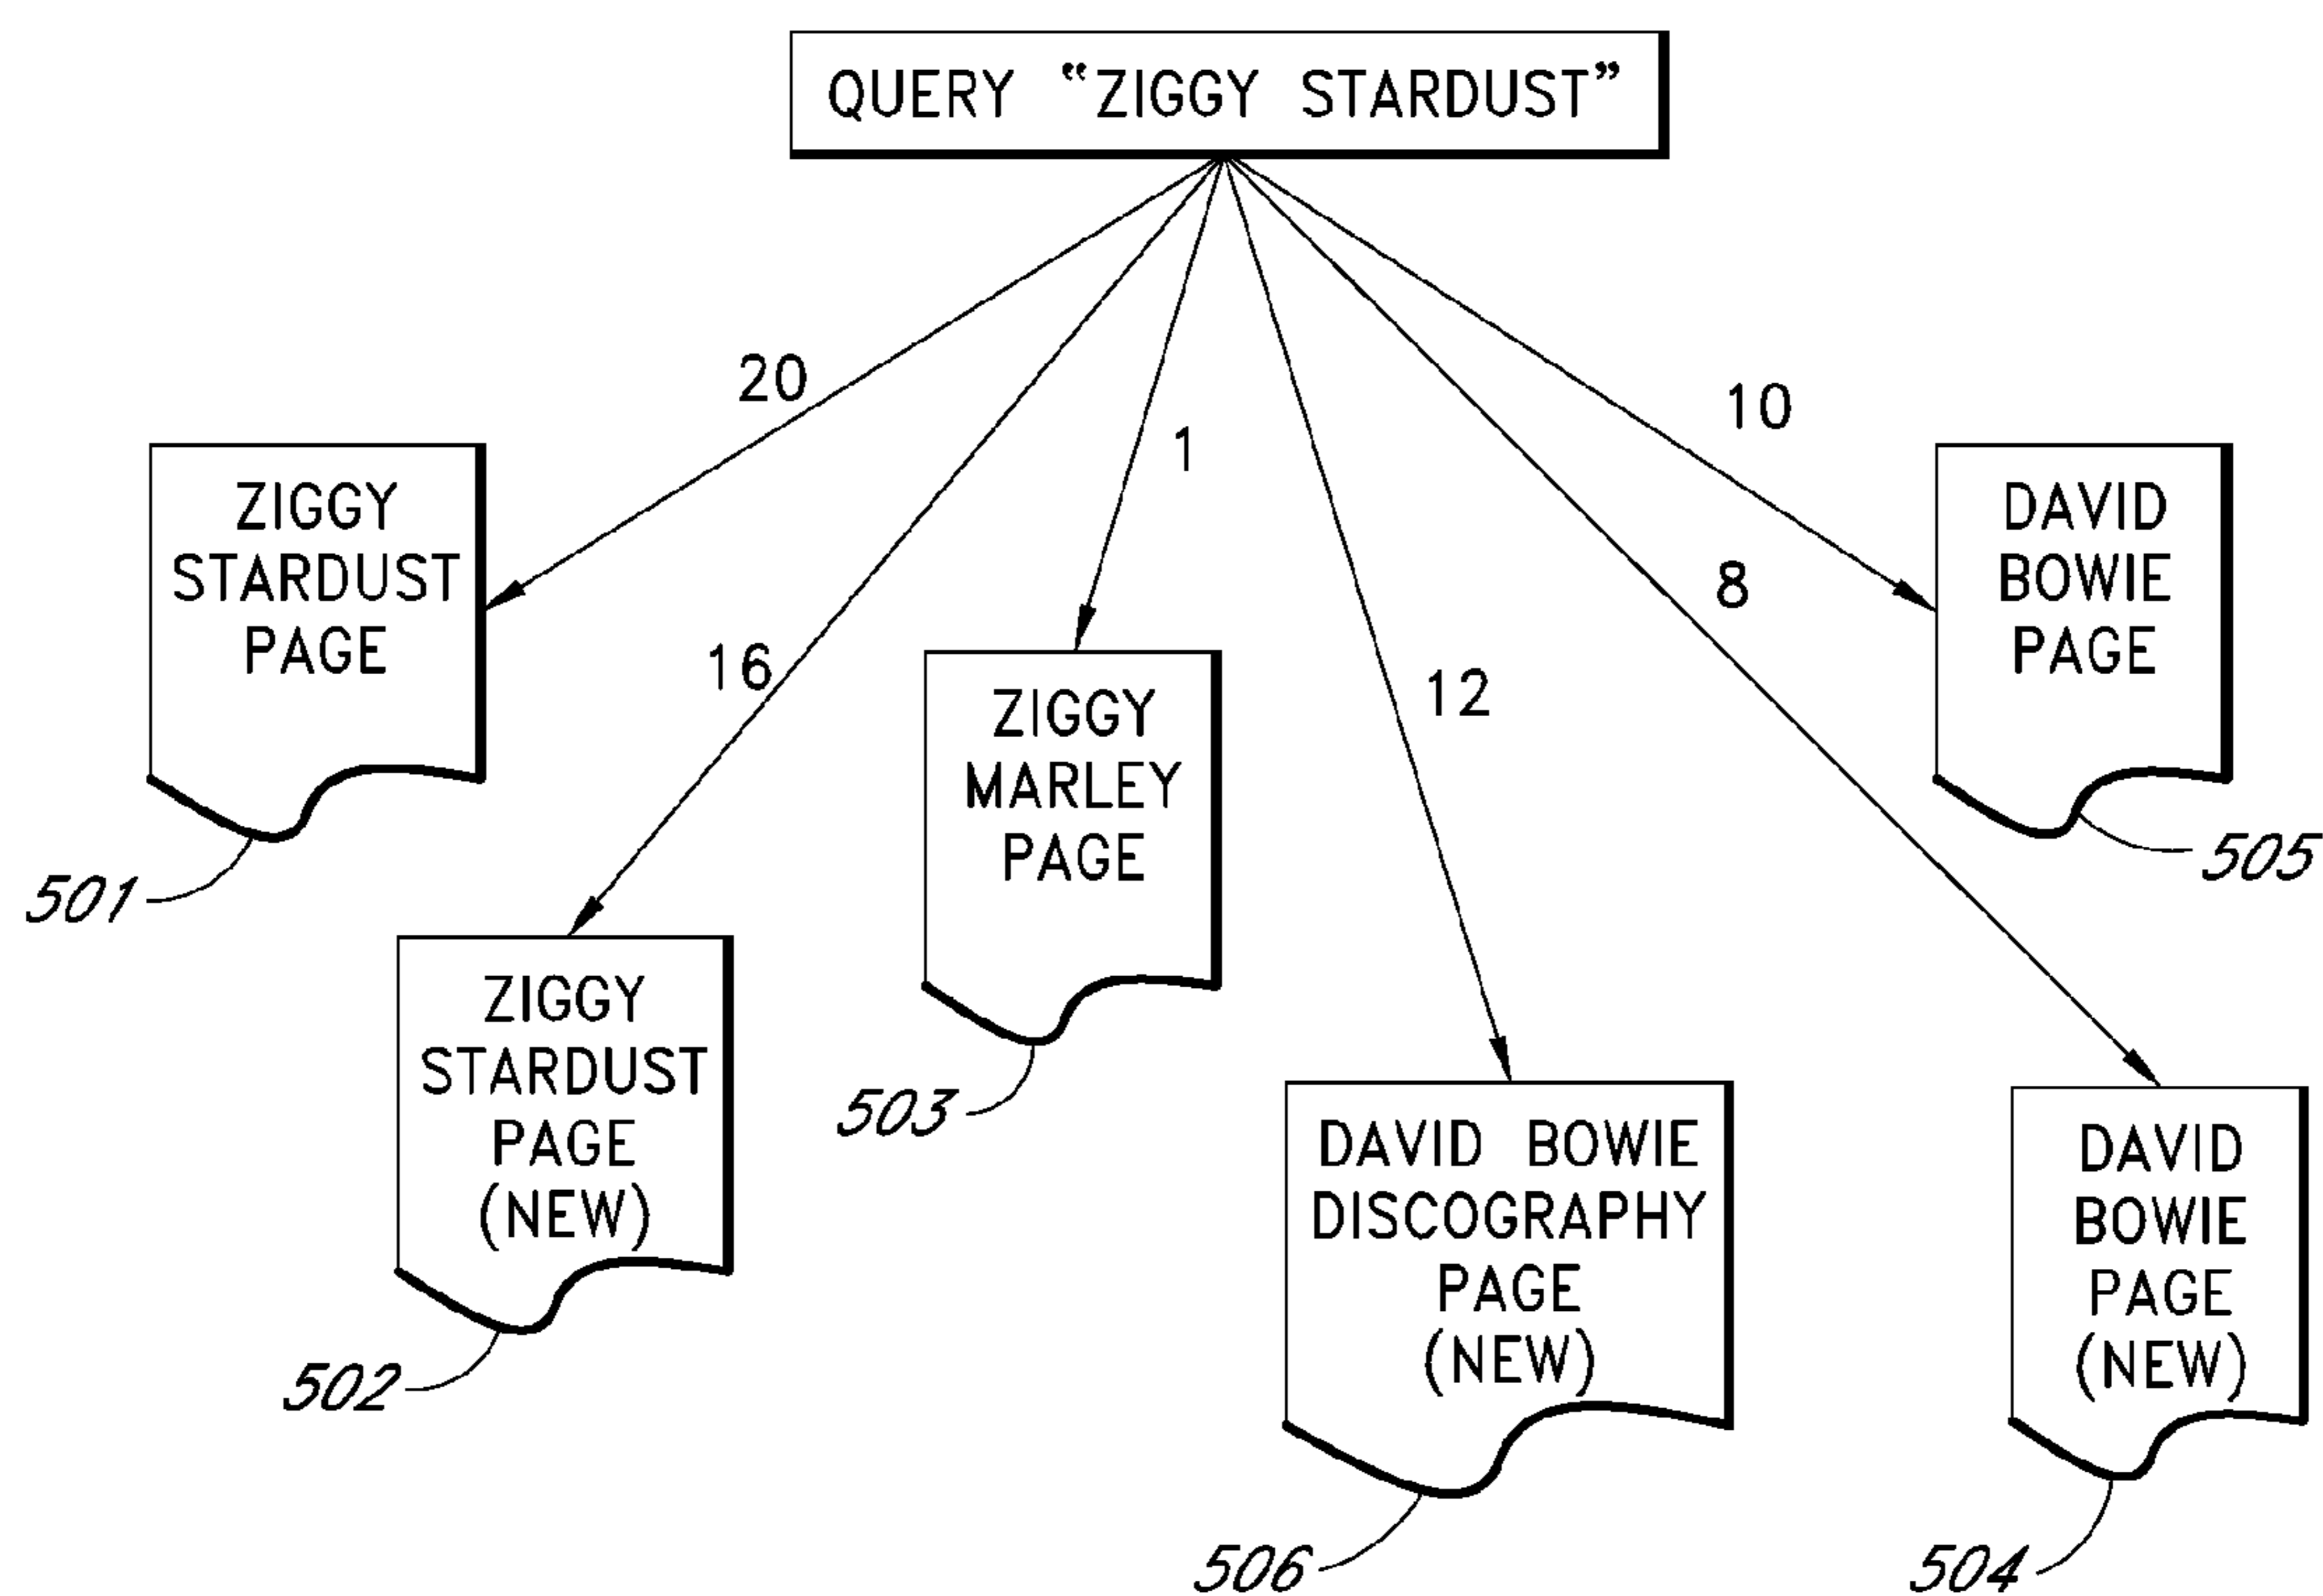 QUERY “ZIGGY STARDUST”
20
16
1
12
8
10
ZIGGY
STARDUST
PAGE
501
ZIGGY
STARDUST
PAGE
(NEW)
502
ZIGGY
MARLEY
PAGE
503
DAVID BOWIE
DISCOGRAPHY
PAGE
(NEW)
506
DAVID
BOWIE
PAGE
(NEW)
504
DAVID
BOWIE
PAGE
505